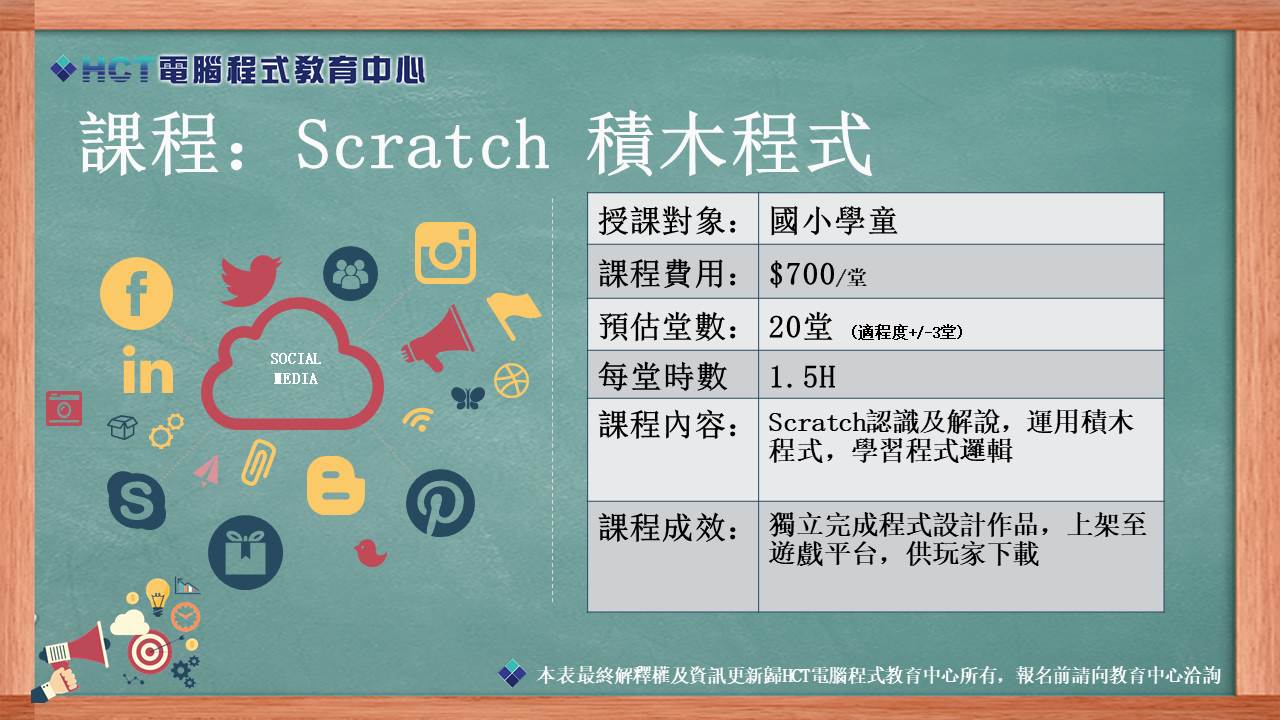 HCT電腦程式教育中心
課程：Scratch 積木程式
SOCIAL
MEDIA
授課對象：國小學童
課程費用：$700/堂
預估堂數：20堂 (適程度+/-3堂)
每堂時數 1.5H
課程內容：Scratch認識及解說，運用積木
程式，學習程式邏輯
課程成效：獨立完成程式設計作品，上架至
遊戲平台，供玩家下載
本表最終解釋權及資訊更新歸HCT電腦程式教育中心所有，報名前請向教育中心洽詢